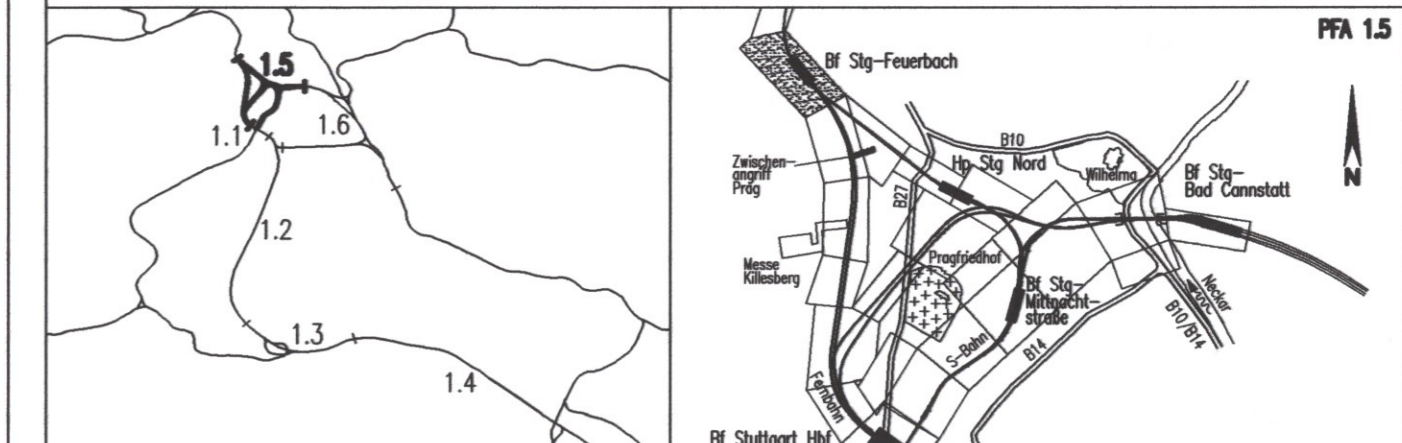 1.5
1.1
1.6
1.2
1.3
1.4
PFA 1.5
Bf Stg-Feuerbach
N
B10
Zwischen-
angriff
Prag
Hp Stg Nord
Wilhelma
Bf Stg-
Bad Cannstatt
B27
Messe
Killesberg
Pragfriedhof
Bf Stg-
Mittnacht-
straße
Neckar
B10/B14
S-Bahn
B14
Fernbahn
Bf Stuttgart Hbf